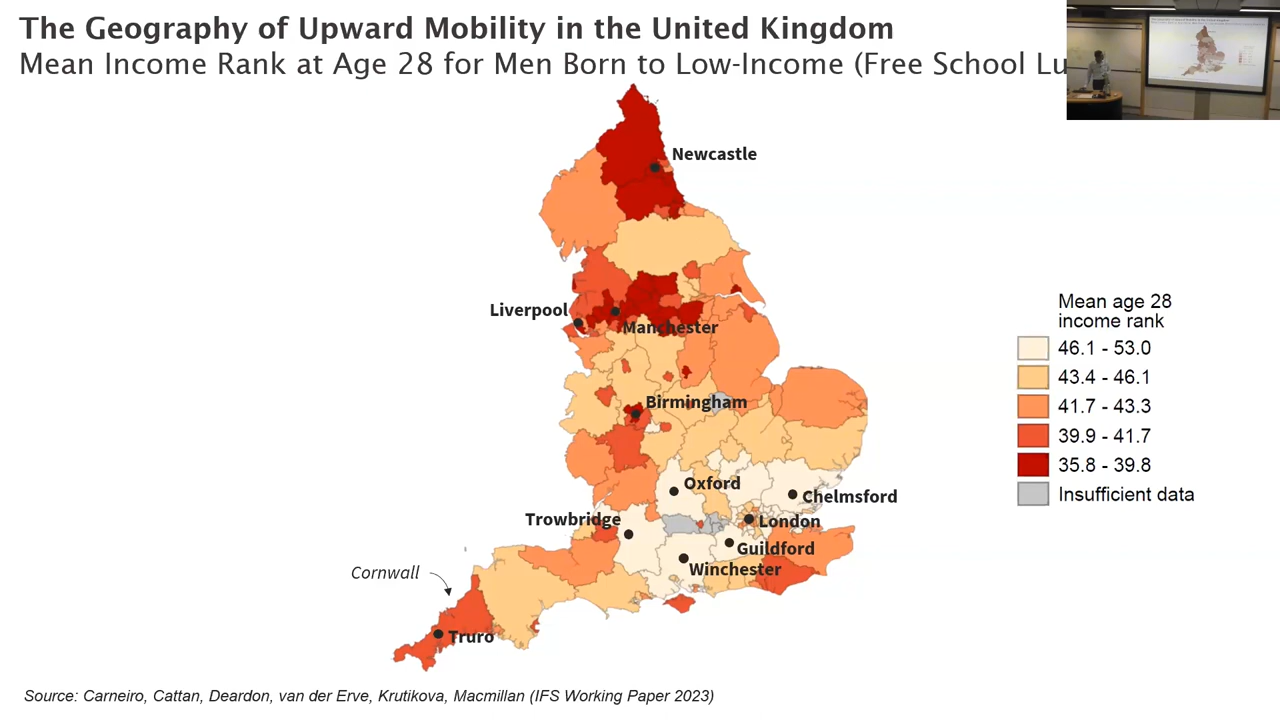 The Geography of Upward Mobility in the United Kingdom
Mean Income Rank at Age 28 for Men Born to Low-Income (Free School Lu
Newcastle
Liverpool
Manchester
Birmingham
Oxford
Chelmsford
Trowbridge
London
Guildford
Winchester
Cornwall
Truro
Mean age 28
income rank
46.1 - 53.0
43.4 - 46.1
41.7 - 43.3
39.9 - 41.7
35.8 - 39.8
Insufficient data
Source: Carneiro, Cattan, Deardon, van der Erve, Krutikova, Macmillan (IFS Working Paper 2023)